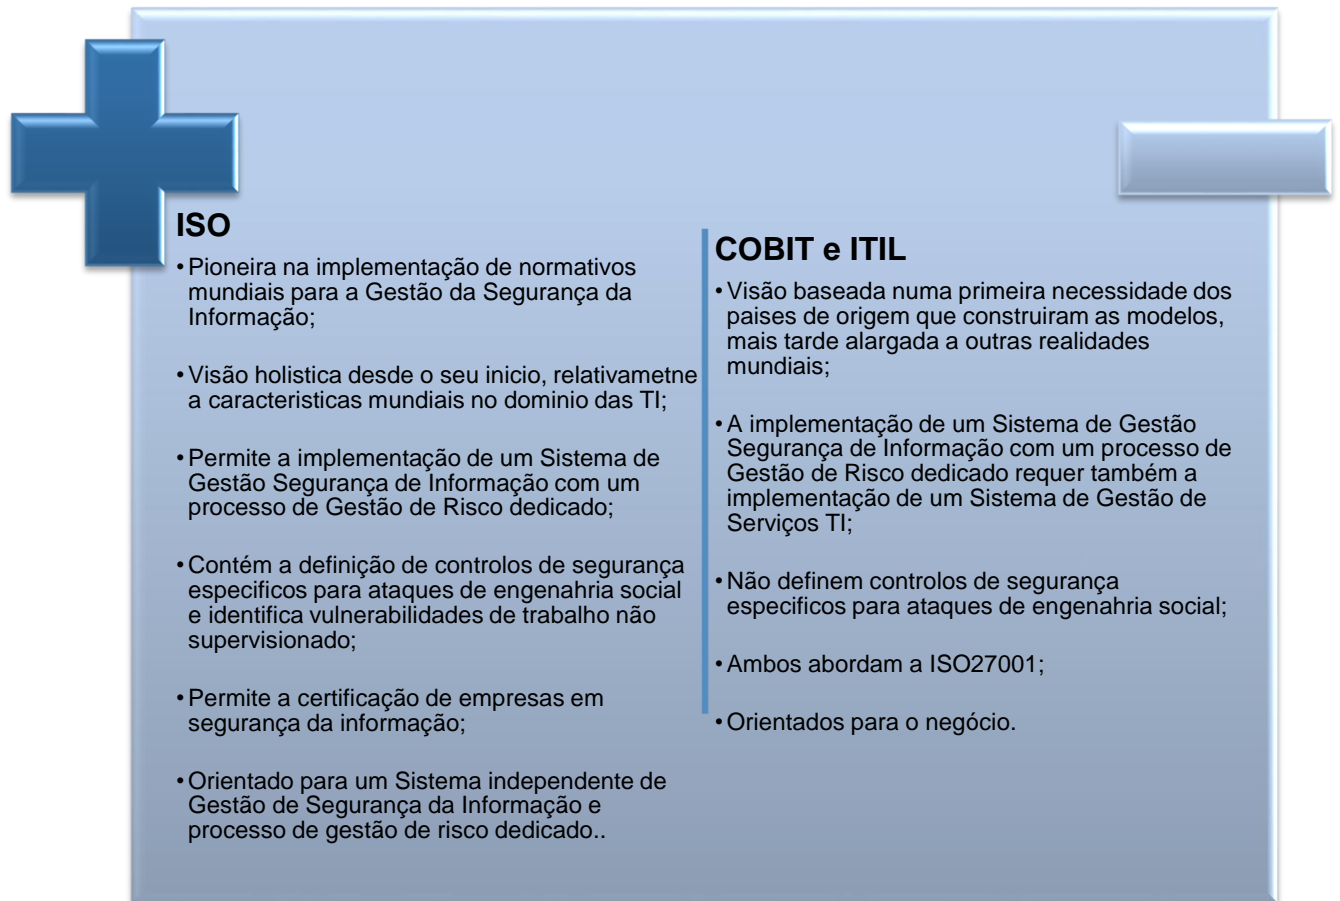 ISO
•Pioneira na implementação de normativos
mundiais para a Gestão da Segurança da
Informação;
•Visão holistica desde o seu inicio, relativametne
a caracteristicas mundiais no dominio das TI;
•Permite a implementação de um Sistema de
Gestão Segurança de Informação com um
processo de Gestão de Risco dedicado;
•Contém a definição de controlos de segurança
especificos para ataques de engenahria social
e identifica vulnerabilidades de trabalho não
supervisionado;
•Permite a certificação de empresas em
segurança da informação;
•Orientado para um Sistema independente de
Gestão de Segurança da Informação e
processo de gestão de risco dedicado..
COBIT e ITIL
•Visão baseada numa primeira necessidade dos
paises de origem que construiram as modelos,
mais tarde alargada a outras realidades
mundiais;
•A implementação de um Sistema de Gestão
Segurança de Informação com um processo de
Gestão de Risco dedicado requer também a
implementação de um Sistema de Gestão de
Serviços TI;
•Não definem controlos de segurança
especificos para ataques de engenahria social;
•Ambos abordam a ISO27001;
•Orientados para o negócio.